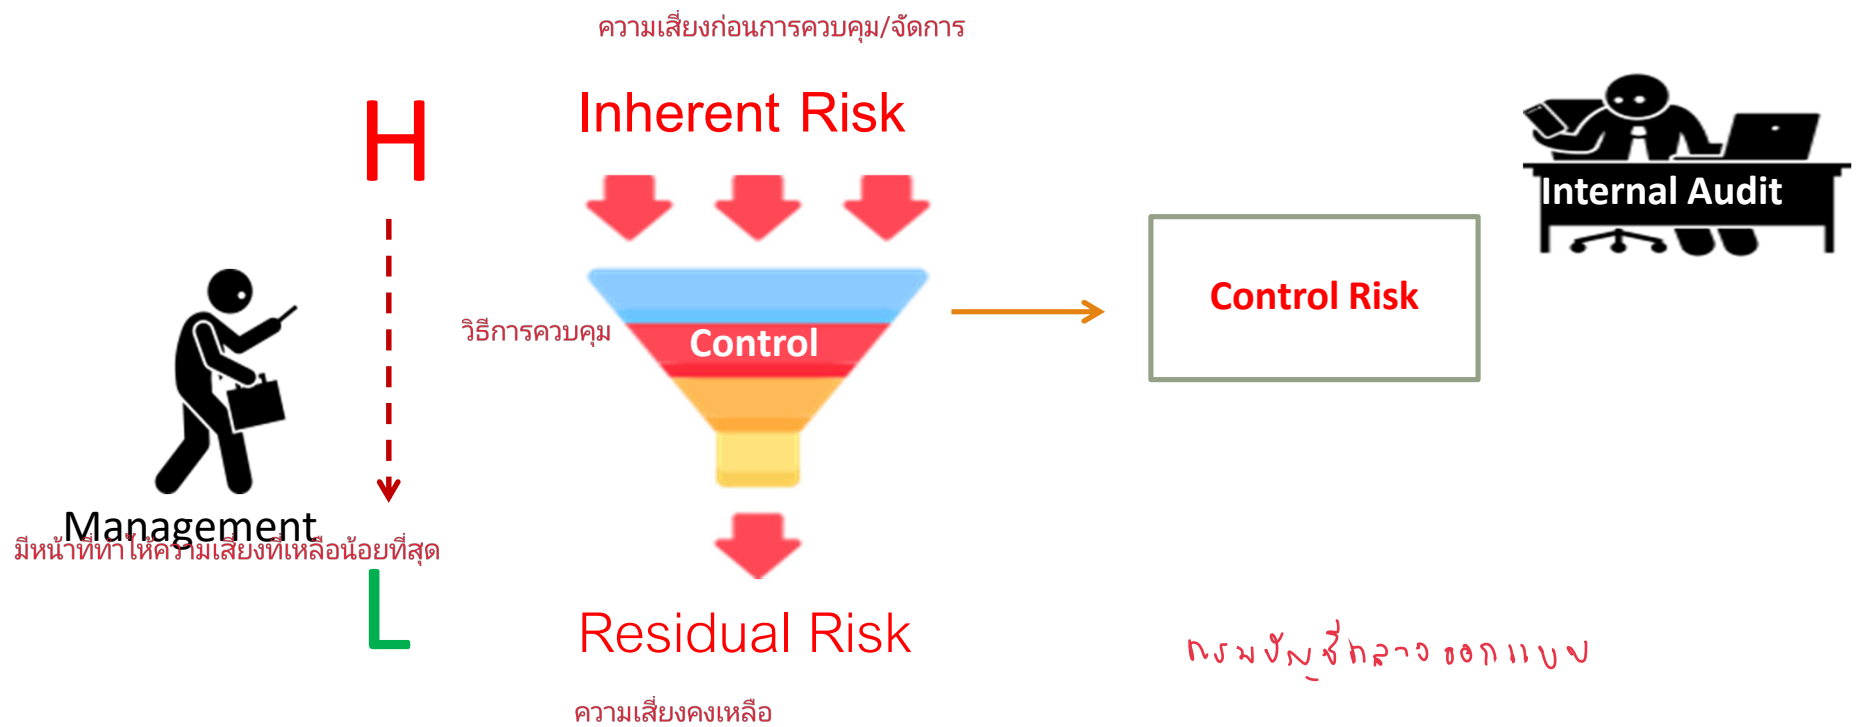 ความเสี่ยงก่อนการควบคุม/จัดการ
H
Inherent Risk
Internal Audit
Control Risk
วิธีการควบคุม
Control
Management
มีหน้าที่ทำให้ความเสี่ยงที่เหลือน้อยที่สุด
L
Residual Risk
กรมบัญชีกลางออกแบบ
ความเสี่ยงคงเหลือ